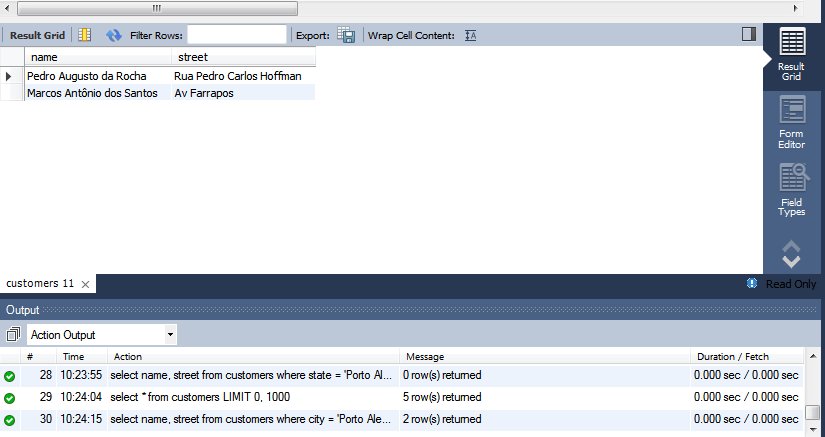 Result Grid Filter Rows: Export: Wrap Cell Content:
name street
Pedro Augusto da Rocha Rua Pedro Carlos Hoffman
Marcos Antônio dos Santos Av Farrapos
Result
Grid
Form
Editor
Field
Types
customers 11 Read Only
Output
Action Output
# Time Action Message Duration / Fetch
28 10:23:55 select name, street from customers where state = 'Porto Al... 0 row(s) returned 0.000 sec / 0.000 sec
29 10:24:04 select * from customers LIMIT 0, 1000 5 row(s) returned 0.000 sec / 0.000 sec
30 10:24:15 select name, street from customers where city = 'Porto Ale... 2 row(s) returned 0.000 sec / 0.000 sec